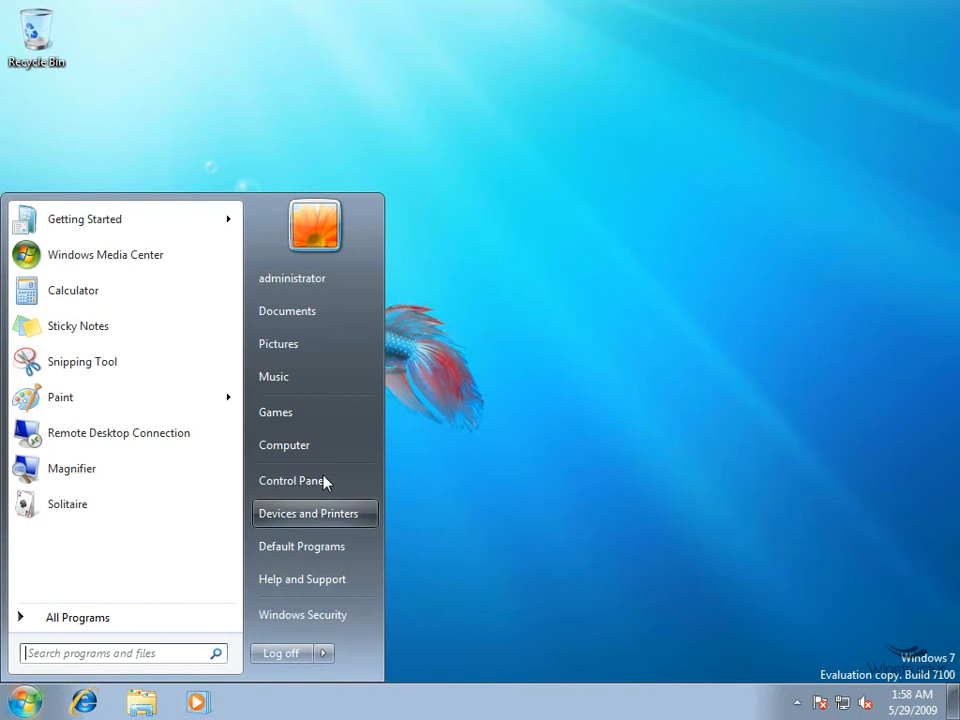 Recycle Bin
Getting Started
Windows Media Center
Calculator
Sticky Notes
Snipping Tool
Paint
Remote Desktop Connection
Magnifier
Solitaire
All Programs
Search programs and files
administrator
Documents
Pictures
Music
Games
Computer
Control Panel
Devices and Printers
Default Programs
Help and Support
Windows Security
Log off
Windows 7
Evaluation copy. Build 7100
1:58 AM
5/29/2009